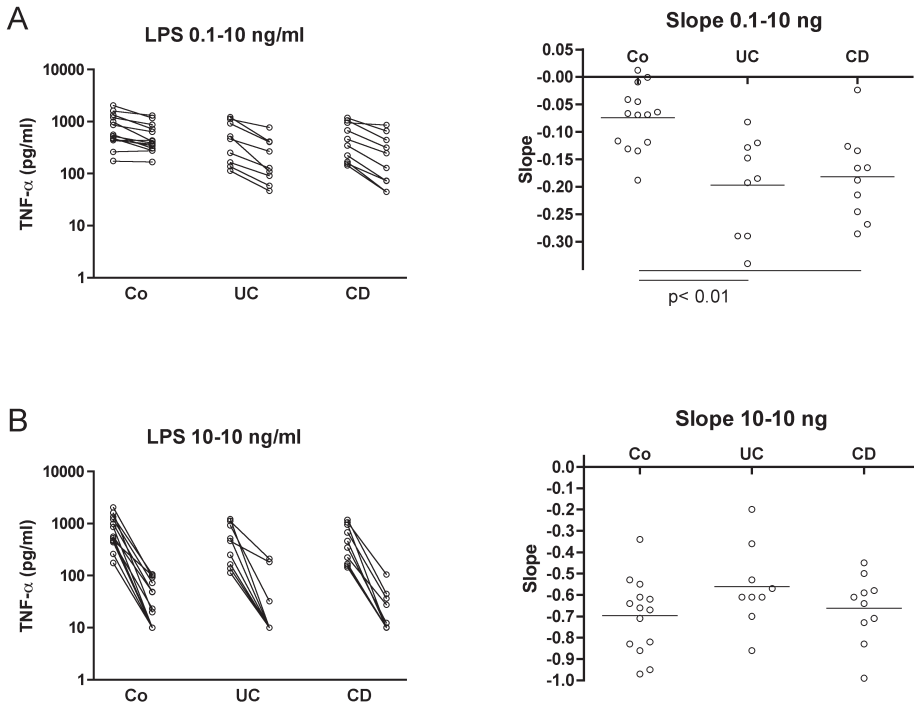 A
LPS 0.1-10 ng/ml
TNF-α (pg/ml)
10000
1000
100
10
1
Co UC CD
Slope 0.1-10 ng
Slope
0.05
-0.00
-0.05
-0.10
-0.15
-0.20
-0.25
-0.30
Co UC CD
p< 0.01
B
LPS 10-10 ng/ml
TNF-α (pg/ml)
10000
1000
100
10
1
Co UC CD
Slope 10-10 ng
Slope
0.0
-0.1
-0.2
-0.3
-0.4
-0.5
-0.6
-0.7
-0.8
-0.9
-1.0
Co UC CD